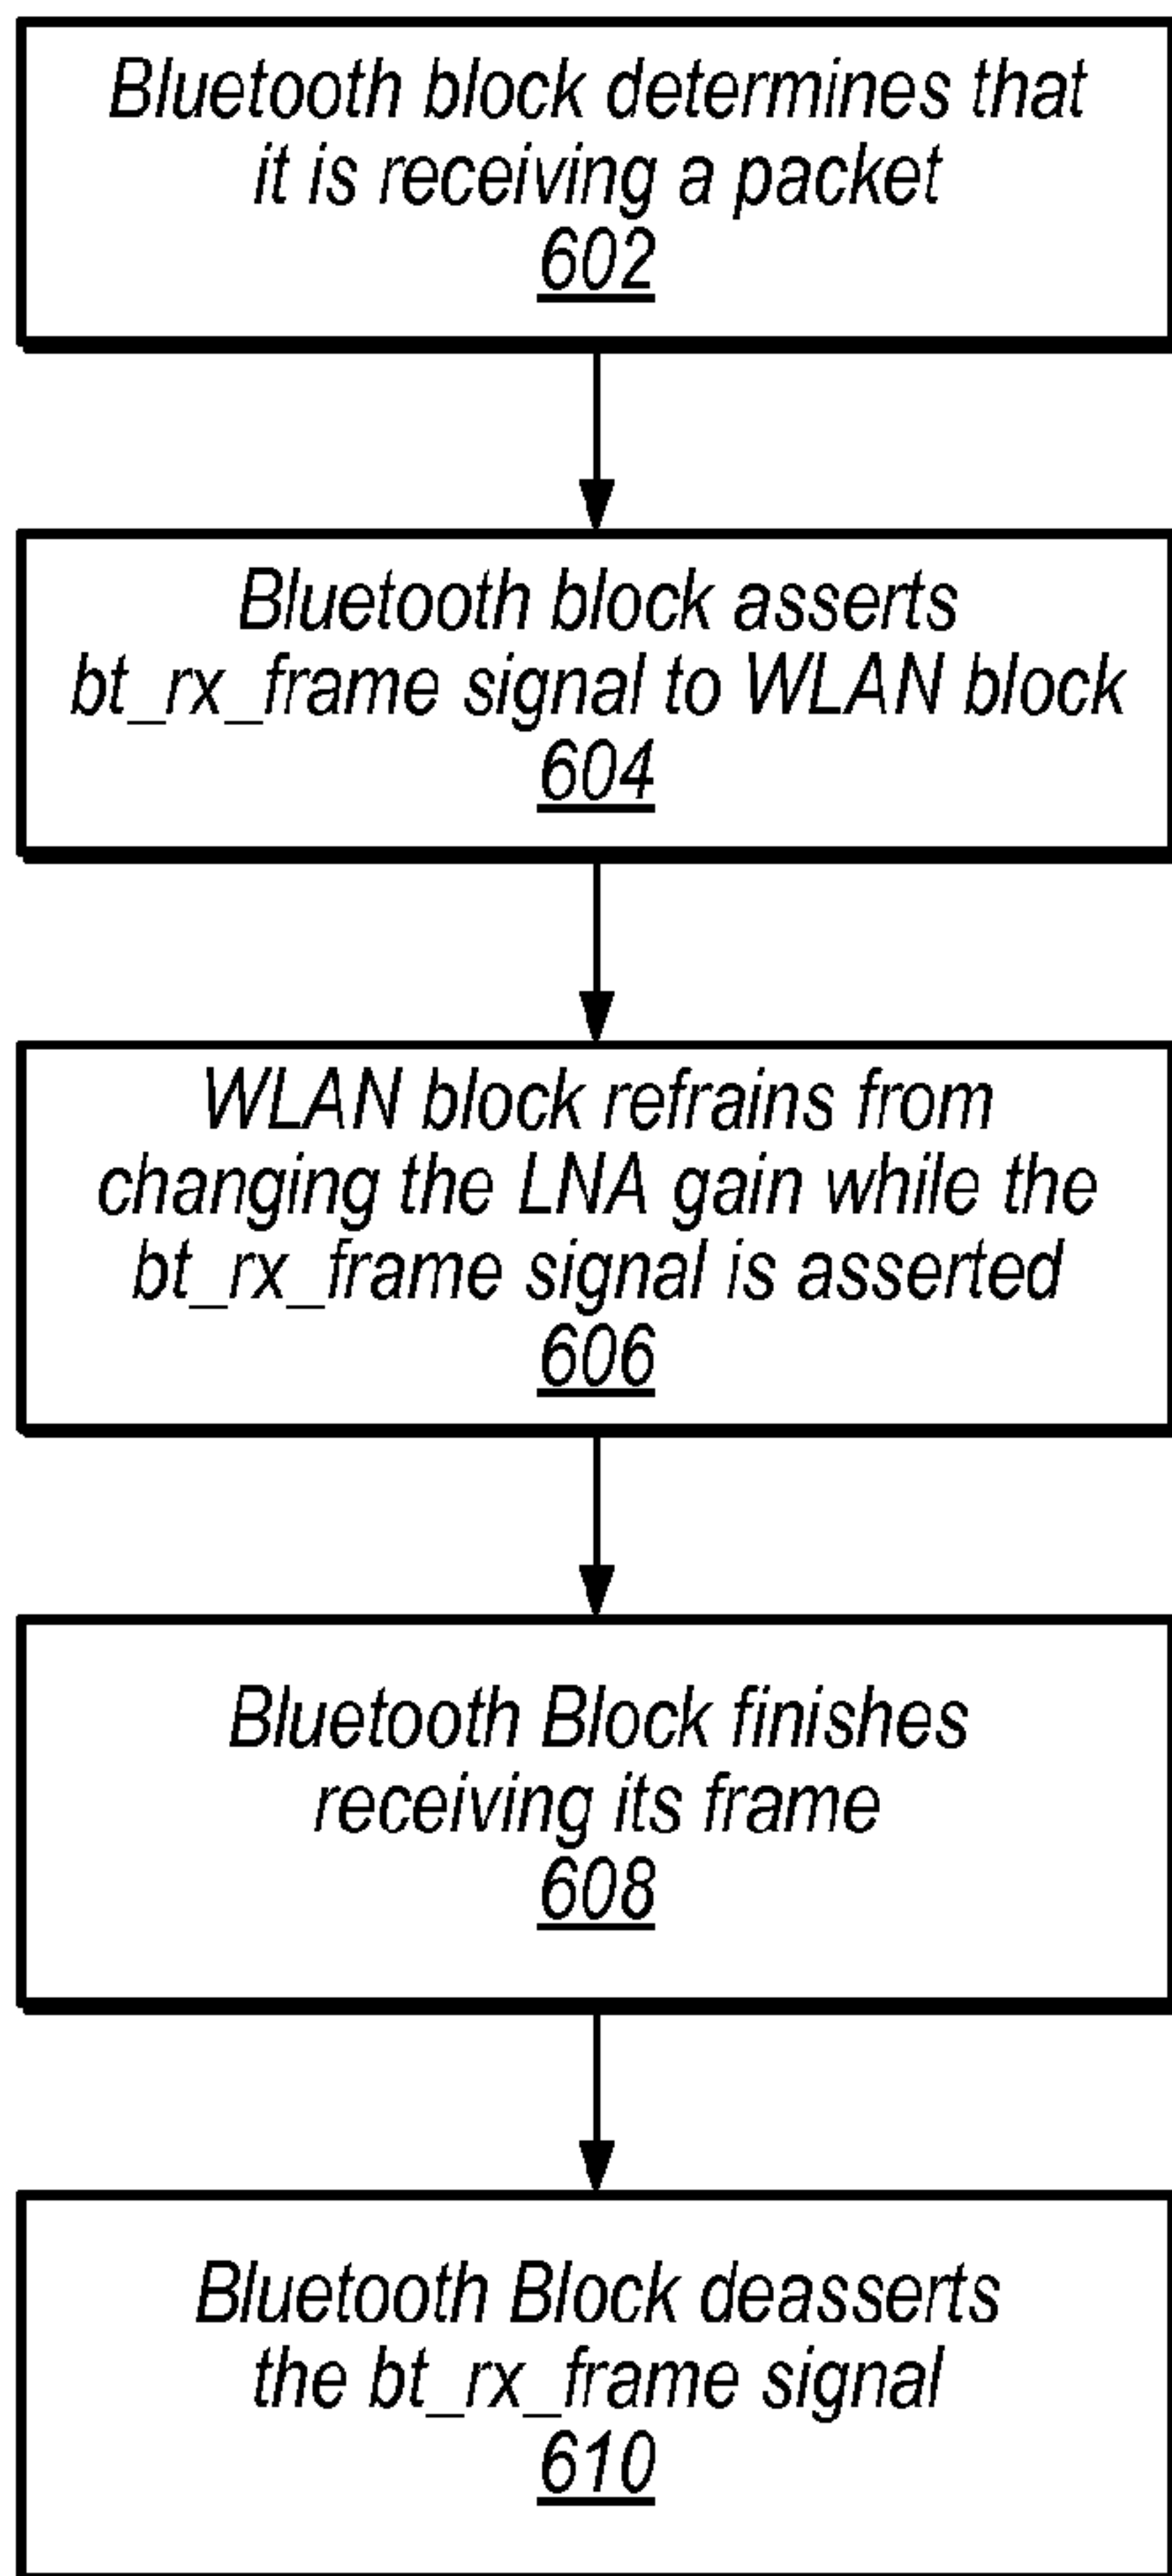 Bluetooth block determines that
it is receiving a packet
602
Bluetooth block asserts
bt_rx_frame signal to WLAN block
604
WLAN block refrains from
changing the LNA gain while the
bt_rx_frame signal is asserted
606
Bluetooth Block finishes
receiving its frame
608
Bluetooth Block deasserts
the bt_rx_frame signal
610